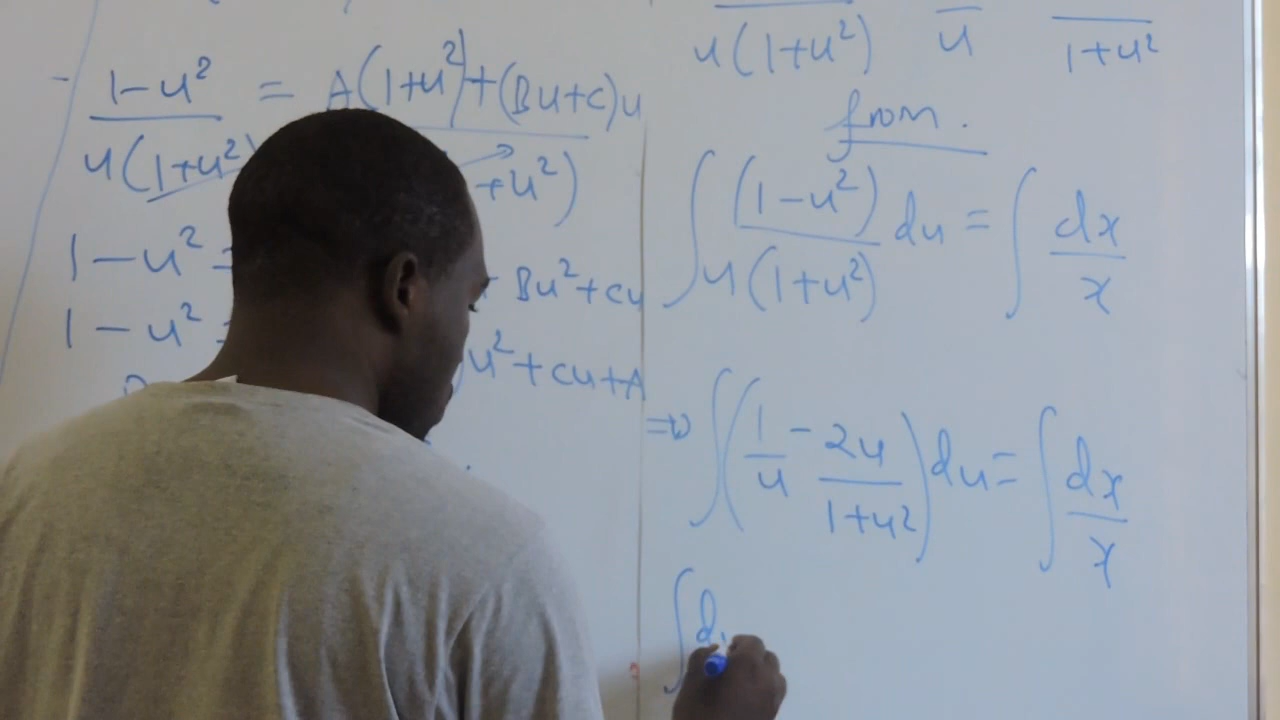 1-u² = A(1+u²)+(Bu+c)u
u(1+u²) +u²)
1-u² = + Bu²+cu
1-u² = u²+cu+A
u(1+u²) u 1+u²
from.
∫ (1-u²)/u(1+u²) du = ∫ dx/x
⇒ ∫(1/u - 2u/1+u²)du = ∫ dx/x
∫ d